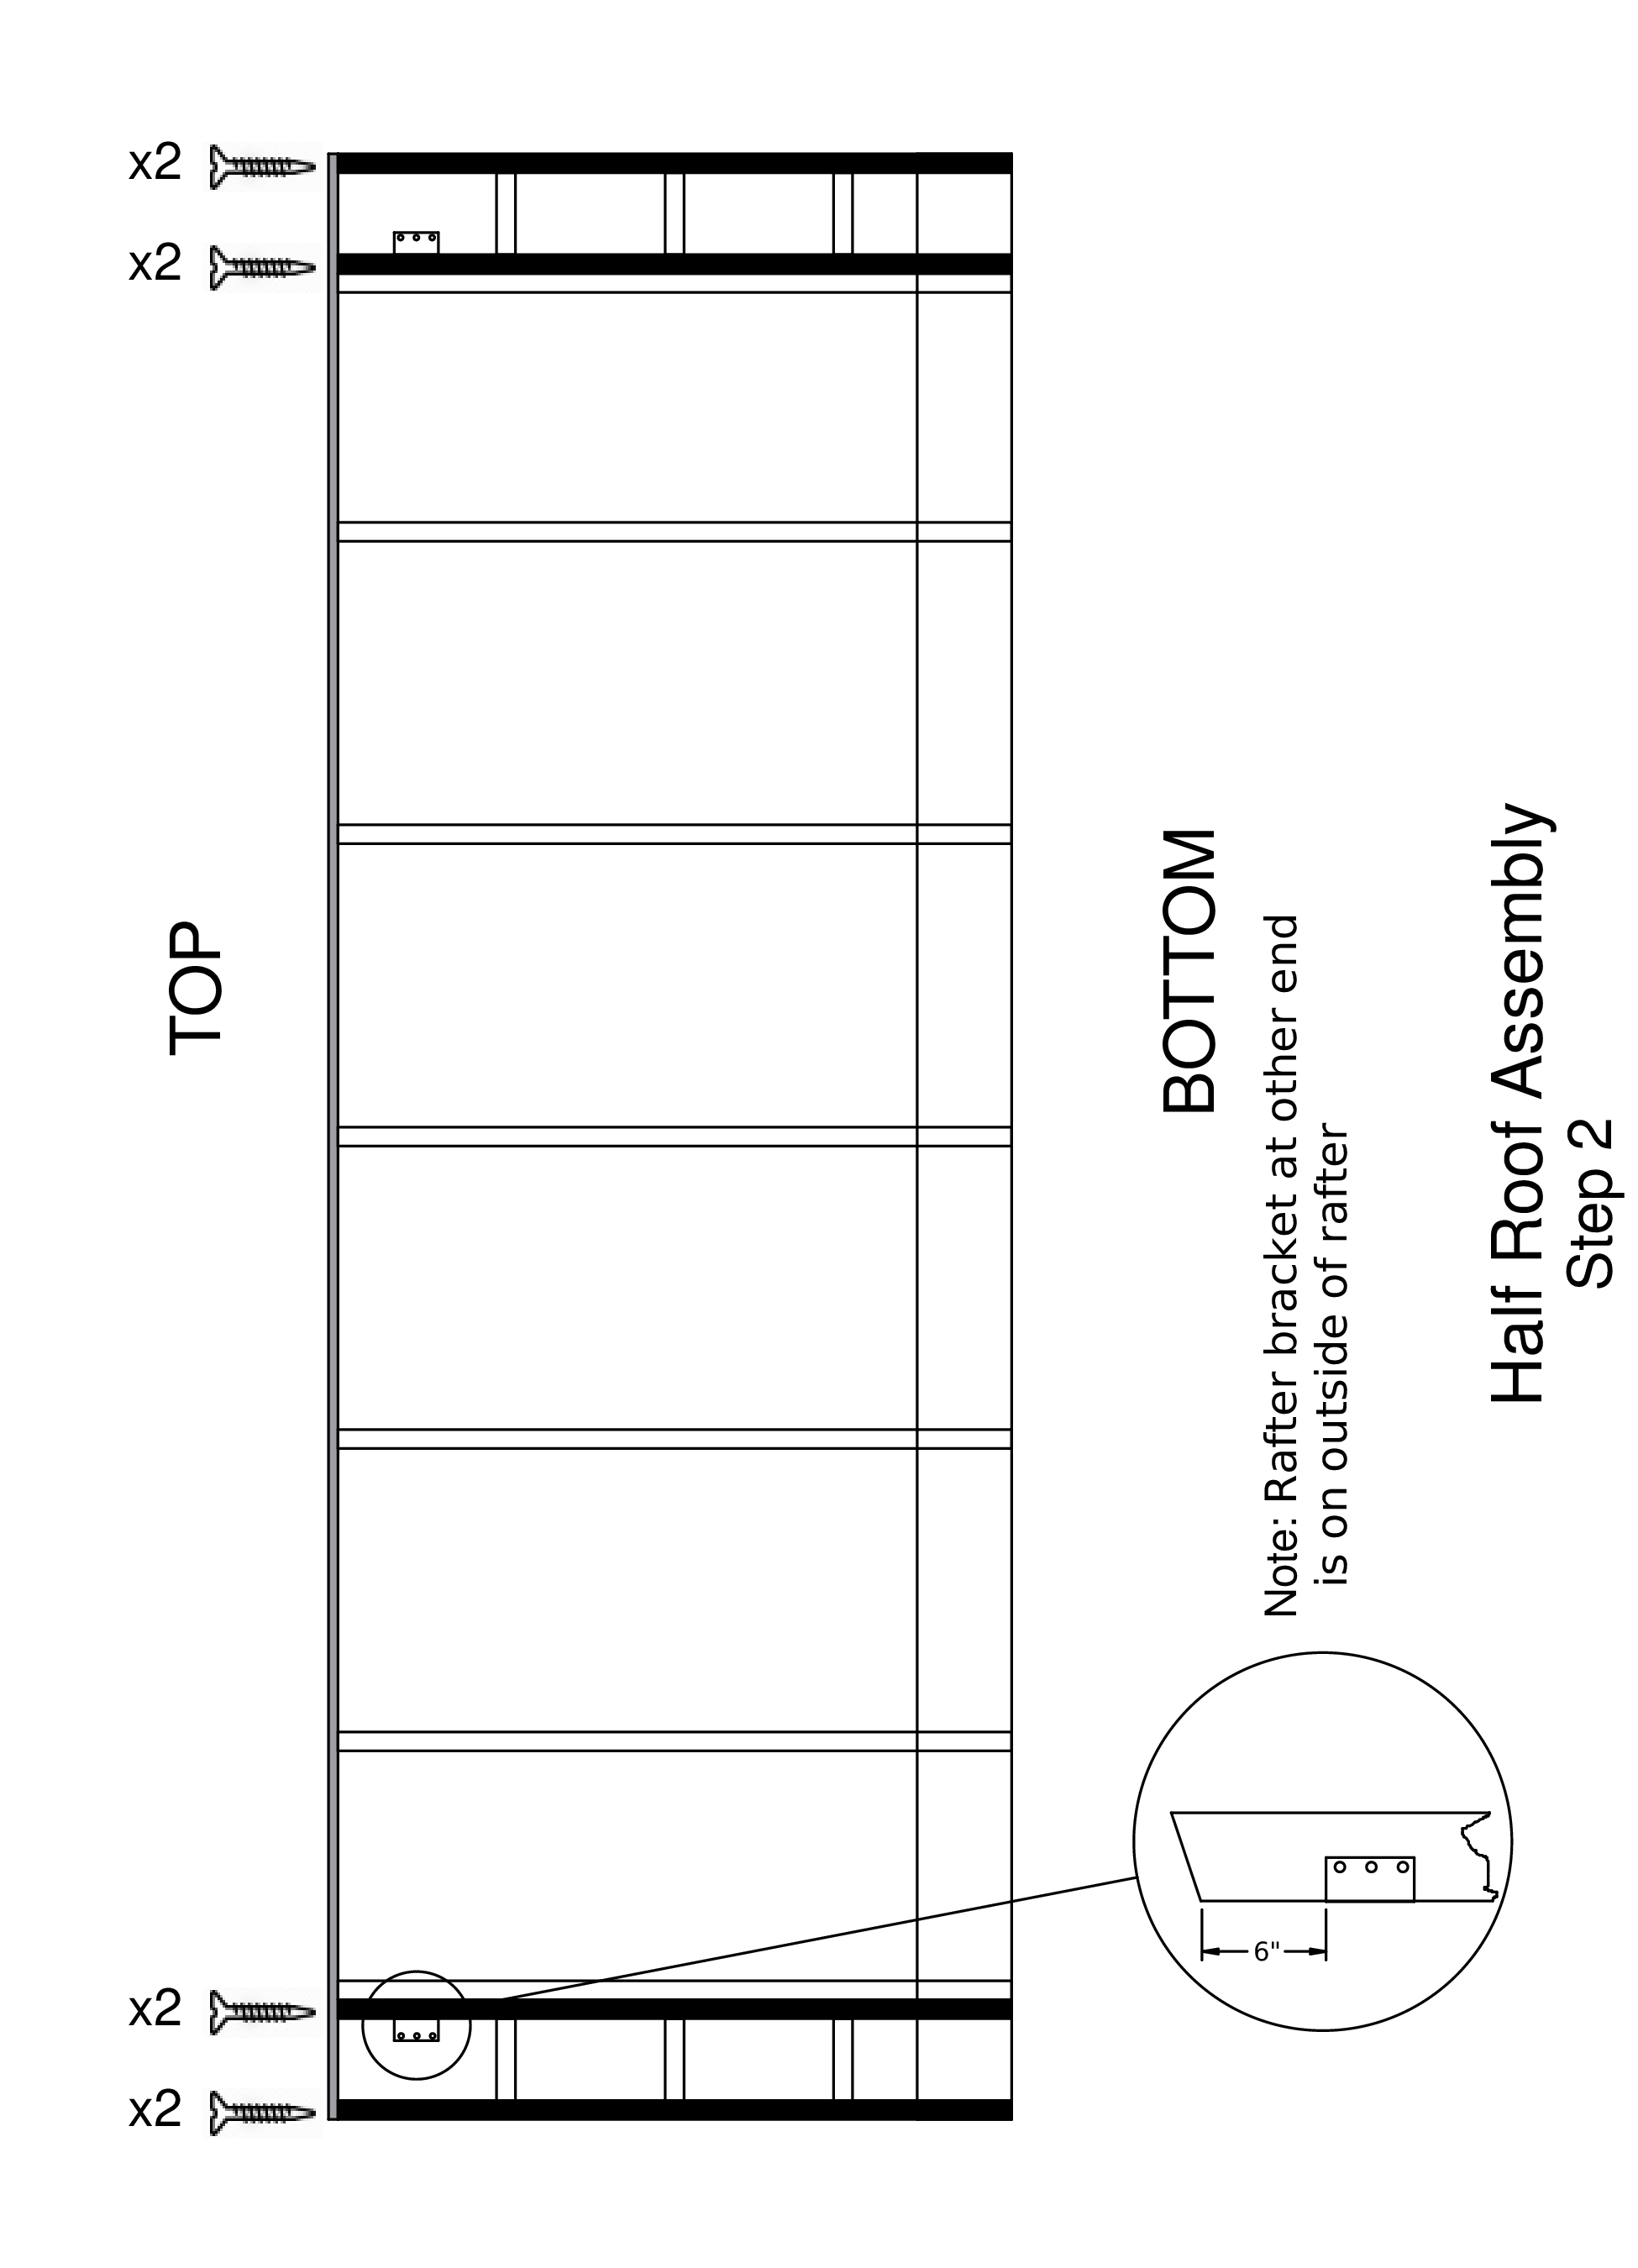 x2
x2
x2
x2
TOP
BOTTOM
Note: Rafter bracket at other end
is on outside of rafter
6"
Half Roof Assembly
Step 2